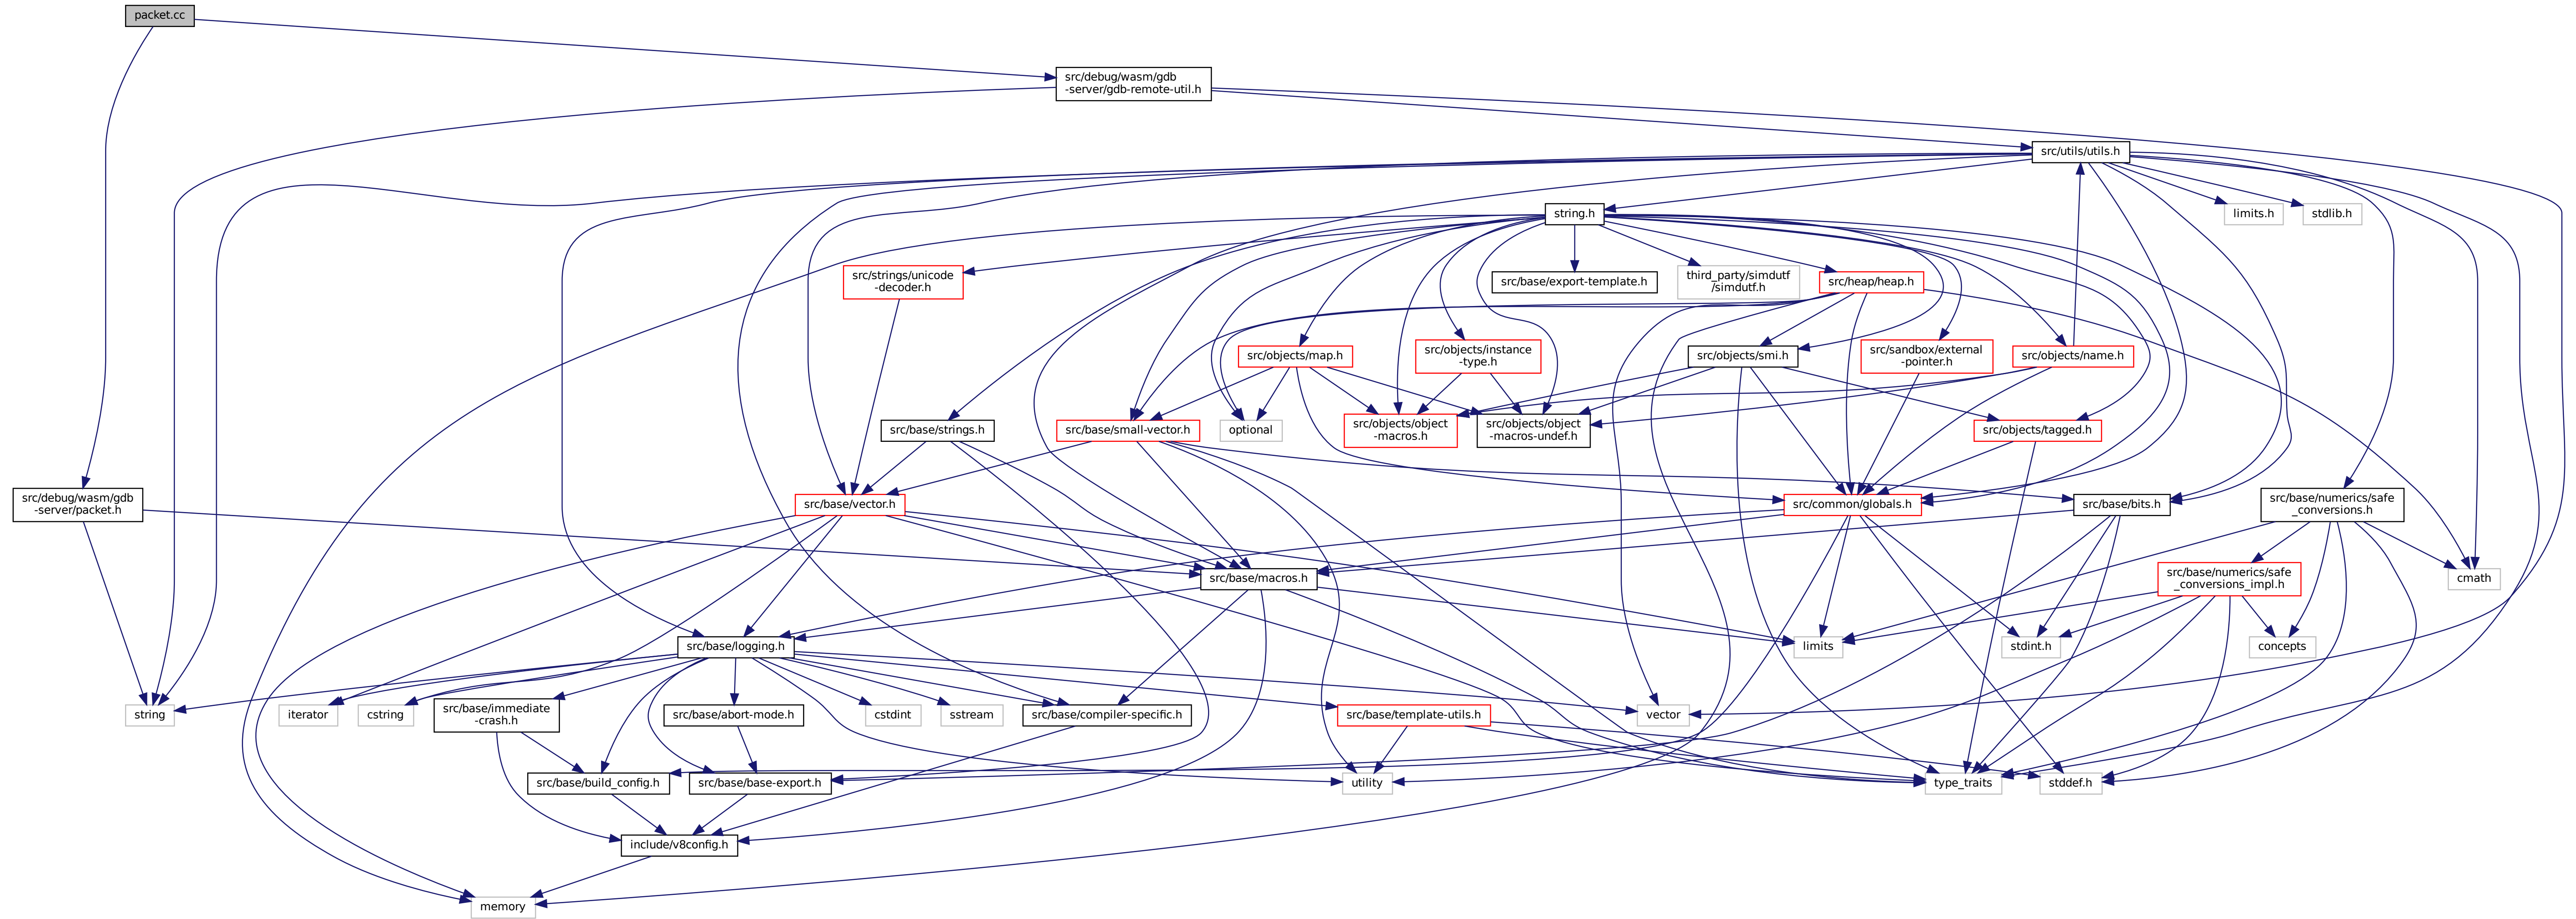 packet.cc
src/debug/wasm/gdb
-server/gdb-remote-util.h
src/utils/utils.h
string.h
limits.h
stdlib.h
src/strings/unicode
-decoder.h
src/base/export-template.h
third_party/simdutf
/simdutf.h
src/heap/heap.h
src/objects/map.h
src/objects/instance
-type.h
src/objects/smi.h
src/sandbox/external
-pointer.h
src/objects/name.h
src/base/strings.h
src/base/small-vector.h
optional
src/objects/object
-macros.h
src/objects/object
-macros-undef.h
src/objects/tagged.h
src/debug/wasm/gdb
-server/packet.h
src/base/vector.h
src/common/globals.h
src/base/bits.h
src/base/numerics/safe
_conversions.h
src/base/macros.h
src/base/numerics/safe
_conversions_impl.h
cmath
src/base/logging.h
limits
stdint.h
concepts
string
iterator
cstring
src/base/immediate
-crash.h
src/base/abort-mode.h
cstdint
sstream
src/base/compiler-specific.h
src/base/template-utils.h
vector
src/base/build_config.h
src/base/base-export.h
utility
type_traits
stddef.h
include/v8config.h
memory